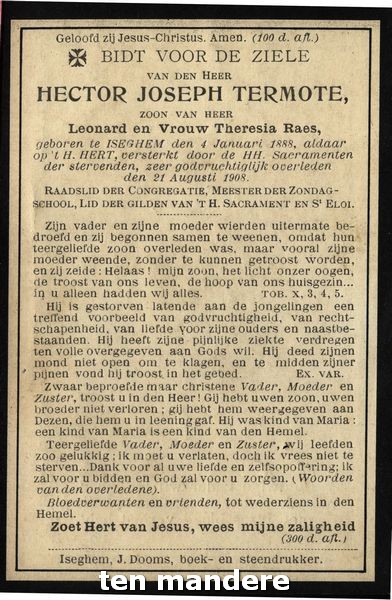 Geloofd zij Jesus-Christus. Amen. (100 d. afl.)
BIDT VOOR DE ZIELE
VAN DEN HEER
HECTOR JOSEPH TERMOTE,
ZOON VAN HEER
Leonard en Vrouw Theresia Raes,
geboren te ISEGHEM den 4 Januari 1888, aldaar
op 't H. HERT, versterkt door de HH. Sacramenten
der stervenden, zeer godvruchtiglijk overleden
den 21 Augusti 1908.
RAADSLID DER CONGREGATIE, MEESTER DER ZONDAG-
SCHOOL, LID DER GILDEN VAN 'T H. SACRAMENT EN St ELOI.
Zijn vader en zijne moeder wierden uitermate be-
droefd en zij begonnen samen te weenen, omdat hun
teergeliefde zoon overleden was, maar vooral zijne
moeder weende, zonder te kunnen getroost worden,
en zij zeide: Helaas! mijn zoon, het licht onzer oogen,
de troost van ons leven, de hoop van ons huisgezin...
in u alleen hadden wij alles. TOB. X, 3, 4, 5.
Hij is gestorven latende aan de jongelingen een
treffend voorbeeld van godvruchtigheid, van recht-
schapenheid, van liefde voor zijne ouders en naastbe-
staanden. Hij heeft zijne pijnlijke ziekte verdregen
ten volle overgegeven aan Gods wil. Hij deed zijnen
mond niet open om te klagen, en te midden zijner
pijnen vond hij troost, in het gebed. EX. VAR.
Zwaar beproefde maar christene Vader, Moeder en
Zuster, troost u in den Heer! Gij hebt uwen zoon, uwen
broeder niet verloren; gij hebt hem weergegeven aan
Dezen, die hem u in leening gaf. Hij was kind van Maria:
een kind van Maria is een kind van den Hemel.
Teergeliefde Vader, Moeder en Zuster, wij leefden
zoo gelukkig; ik moet u verlaten, doch ik vrees niet te
sterven...Dank voor al uwe liefde en zelfsopoffering; ik
zal voor u bidden en God zal voor u zorgen. (Woorden
van den overledene).
Bloedverwanten en vrienden, tot wederziens in den
Hemel.
Zoet Hert van Jesus, wees mijne zaligheid
(300 d. afl.)
Iseghem, J. Dooms, boek- en steendrukker.
ten mandere